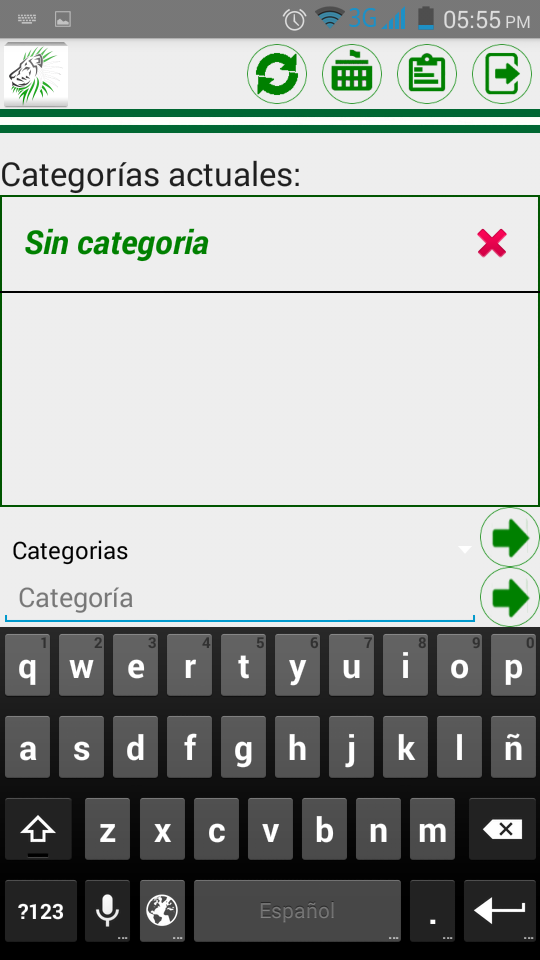 3G 05:55 PM
Categorías actuales:
Sin categoria
Categorias
Categoría
1 2 3 4 5 6 7 8 9 0
q w e r t y u i o p
a s d f g h j k l ñ
z x c v b n m
?123 ... ... Español ... . ... ...